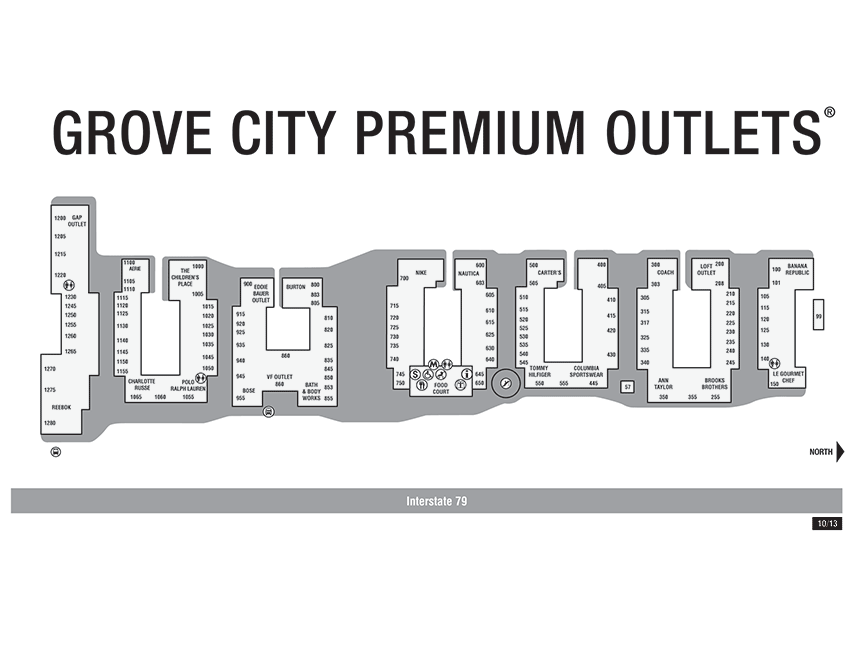 GROVE CITY PREMIUM OUTLETS®
1200 GAP
OUTLET
1205
1215
1220
1230
1245
1250
1255
1260
1265
1270
1275
REEBOK
1280
1100
AERIE
1105
1110
1115
1120
1125
1130
1140
1145
1150
1155
CHARLOTTE
RUSSE
1065 1060 1055
1000
THE
CHILDREN'S
PLACE
1005
1015
1020
1025
1030
1035
1045
1050
POLO
RALPH LAUREN
900 EDDIE
BAUER
OUTLET
915
920
925
935
940
945
BOSE
955
BURTON 800
803
805
810
820
825
835
845
850
853
855
860
VF OUTLET
860
BATH
& BODY
WORKS
NIKE
700
715
720
725
730
735
740
745
750
M
S
i
FOOD
COURT
600
NAUTICA
603
605
610
615
625
630
640
645
650
500
CARTER'S
505
510
515
520
525
530
535
540
545
TOMMY
HILFIGER
550 555
400
405
415
420
410
430
COLUMBIA
SPORTSWEAR
445
57
300
COACH
303
305
315
317
325
335
340
ANN
TAYLOR
350 355 255
LOFT 200
OUTLET
208
210
215
220
225
230
235
240
245
BROOKS
BROTHERS
100 BANANA
REPUBLIC
101
105
115
120
125
130
140
LE GOURMET
CHEF
150
99
NORTH
Interstate 79
10/13